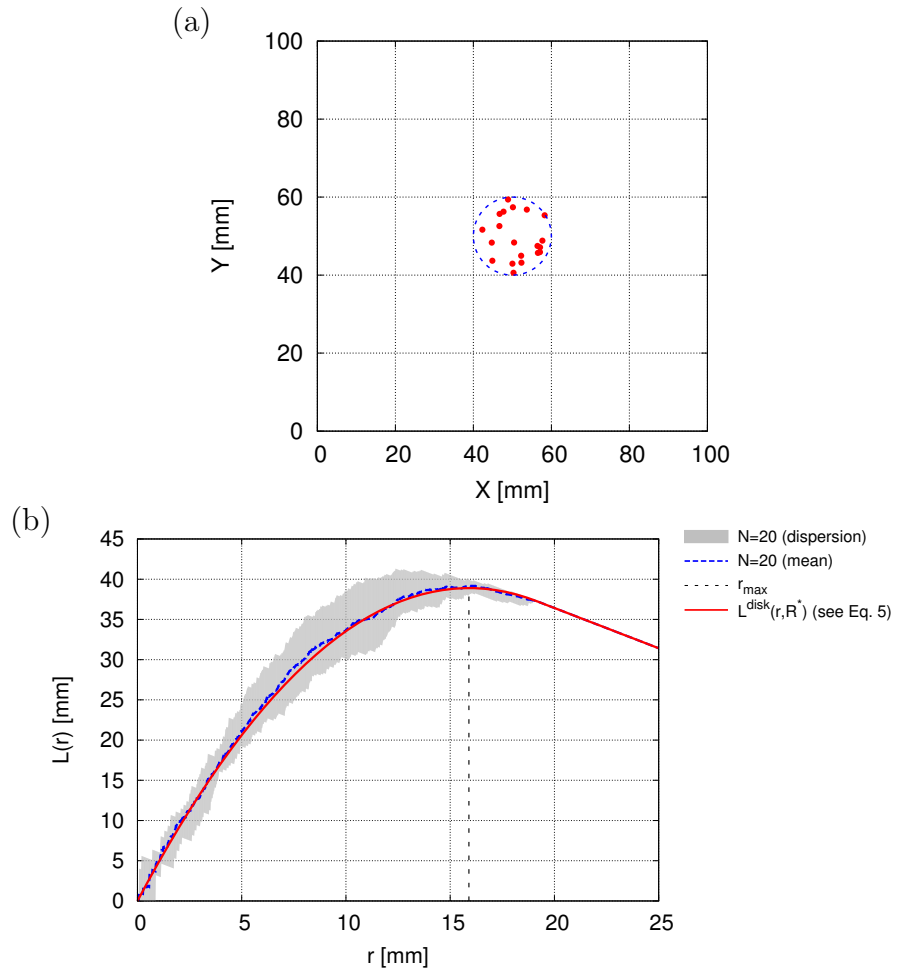 (a)
100
80
60
40
20
0
Y [mm]
0 20 40 60 80 100
X [mm]
(b)
45
40
35
30
25
20
15
10
5
0
L(r) [mm]
0 5 10 15 20 25
r [mm]
N=20 (dispersion)
N=20 (mean)
r_max
L^disk(r,R^*) (see Eq. 5)